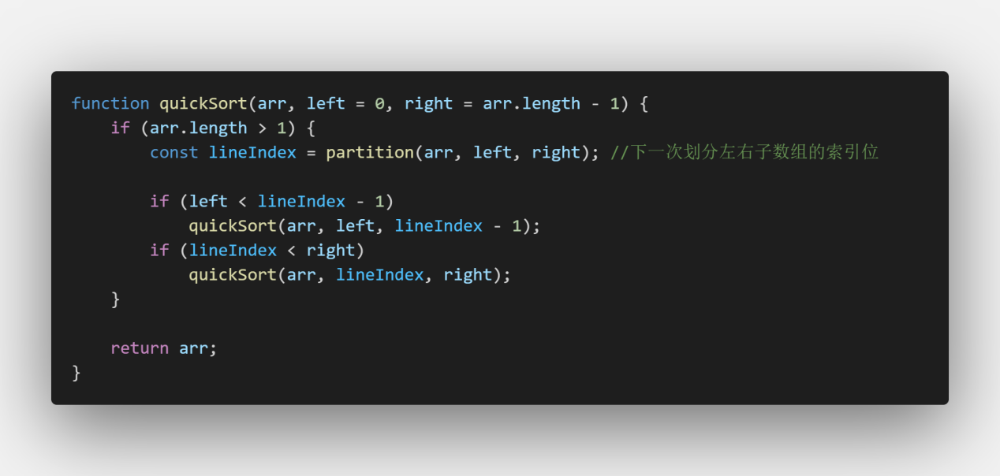 function quickSort(arr, left = 0, right = arr.length - 1) {
    if (arr.length > 1) {
        const lineIndex = partition(arr, left, right); //下一次划分左右子数组的索引位
        if (left < lineIndex - 1)
            quickSort(arr, left, lineIndex - 1);
        if (lineIndex < right)
            quickSort(arr, lineIndex, right);
    }
    return arr;
}